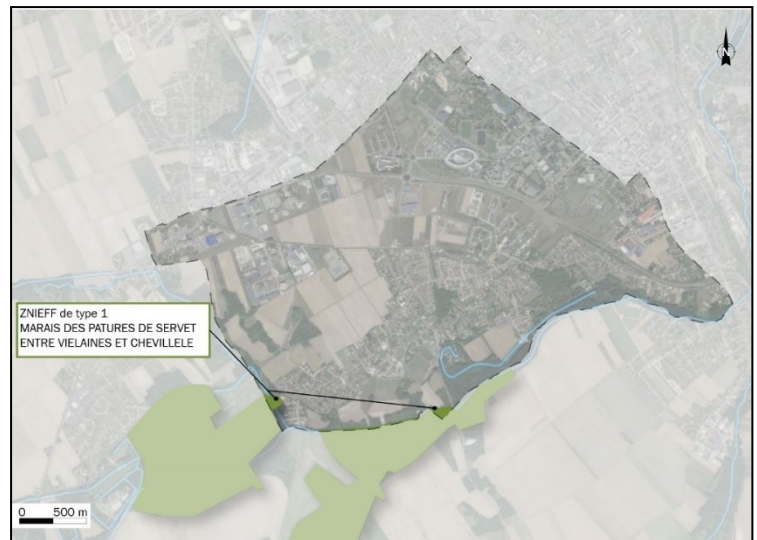 N
ZNIEFF de type 1
MARAIS DES PATURES DE SERVET
ENTRE VIELAINES ET CHEVILLELE
0 500 m